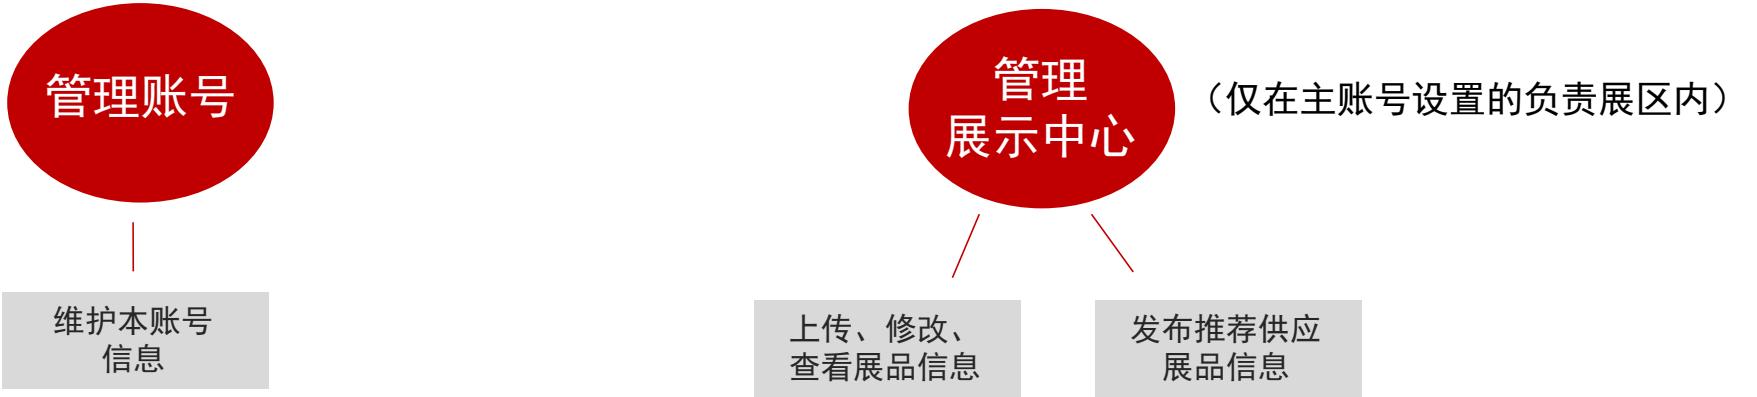 管理账号
管理
展示中心
（仅在主账号设置的负责展区内）
维护本账号
信息
上传、修改、
查看展品信息
发布推荐供应
展品信息